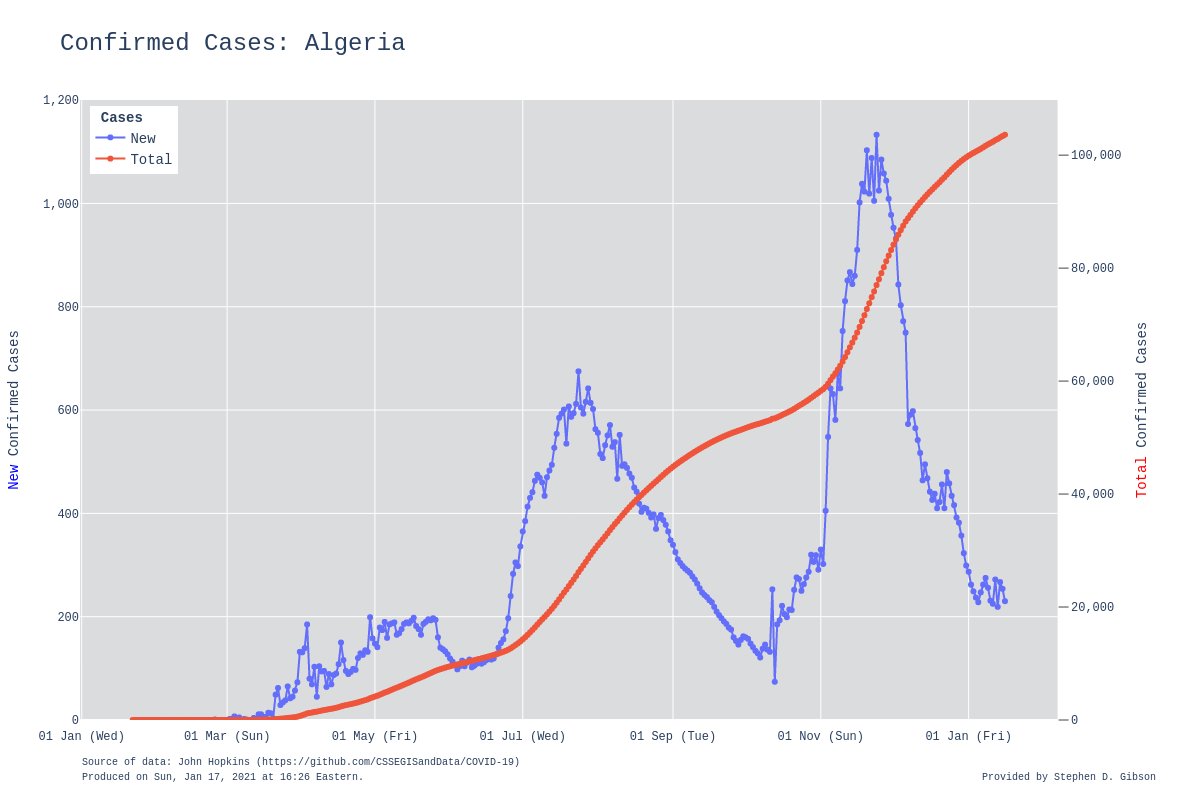 Confirmed Cases: Algeria
Cases
New
Total
1,200
1,000
800
600
400
200
0
New Confirmed Cases
100,000
80,000
60,000
40,000
20,000
0
Total Confirmed Cases
01 Jan (Wed) 01 Mar (Sun) 01 May (Fri) 01 Jul (Wed) 01 Sep (Tue) 01 Nov (Sun) 01 Jan (Fri)
Source of data: John Hopkins (https://github.com/CSSEGISandData/COVID-19)
Produced on Sun, Jan 17, 2021 at 16:26 Eastern.
Provided by Stephen D. Gibson